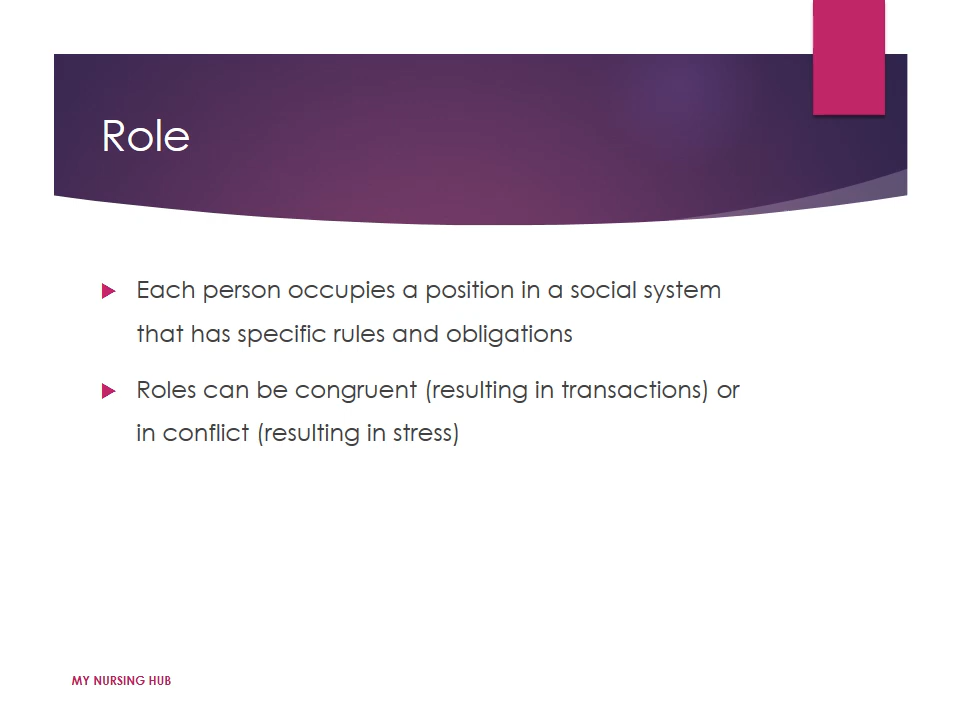 Role
Each person occupies a position in a social system
that has specific rules and obligations
Roles can be congruent (resulting in transactions) or
in conflict (resulting in stress)
MY NURSING HUB